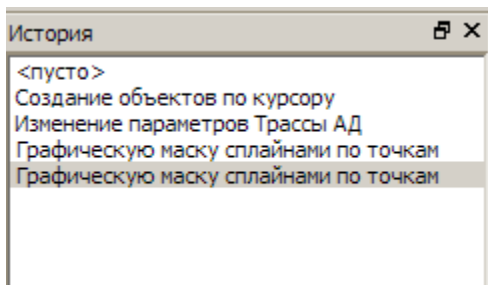 История
<пусто>
Создание объектов по курсору
Изменение параметров Трассы АД
Графическую маску сплайнами по точкам
Графическую маску сплайнами по точкам